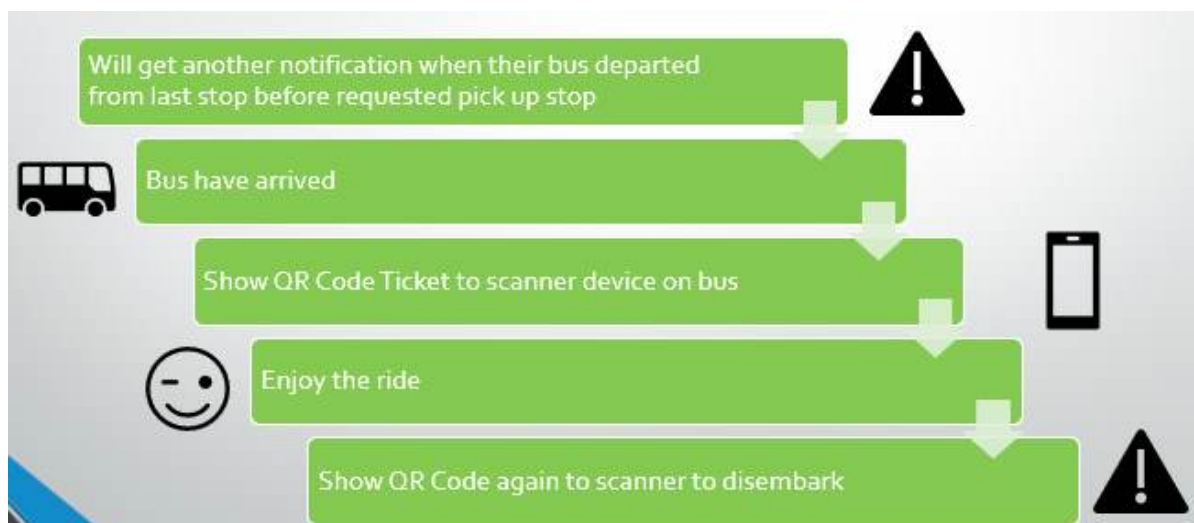 Will get another notification when their bus departed
from last stop before requested pick up stop
Bus have arrived
Show QR Code Ticket to scanner device on bus
Enjoy the ride
Show QR Code again to scanner to disembark